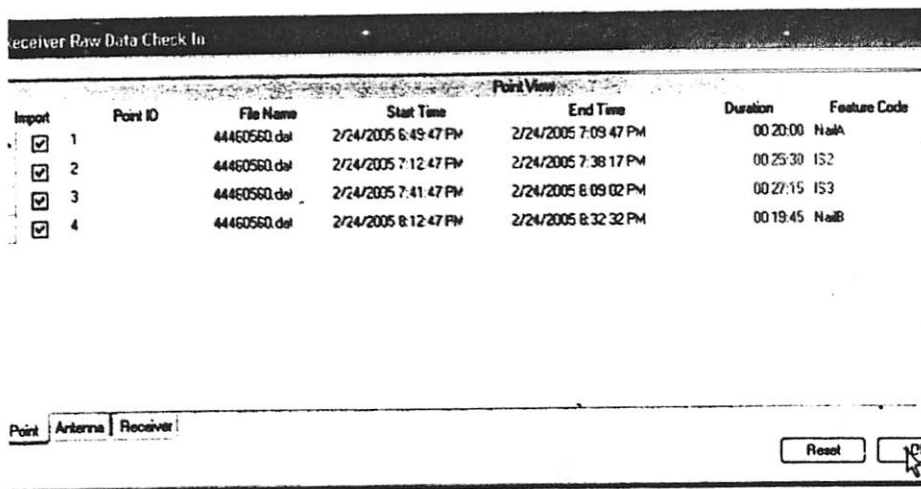 eceiver Raw Data Check In
Point View
Import Point ID File Name Start Time End Time Duration Feature Code
1 44460560.dat 2/24/2005 6:49:47 PM 2/24/2005 7:09:47 PM 00:20:00 NailA
2 44460560.dat 2/24/2005 7:12:47 PM 2/24/2005 7:38:17 PM 00:25:30 IS2
3 44460560.dat 2/24/2005 7:41:47 PM 2/24/2005 8:09:02 PM 00:27:15 IS3
4 44460560.dat 2/24/2005 8:12:47 PM 2/24/2005 8:32:32 PM 00:19:45 NailB
Point Antenna Receiver
Reset